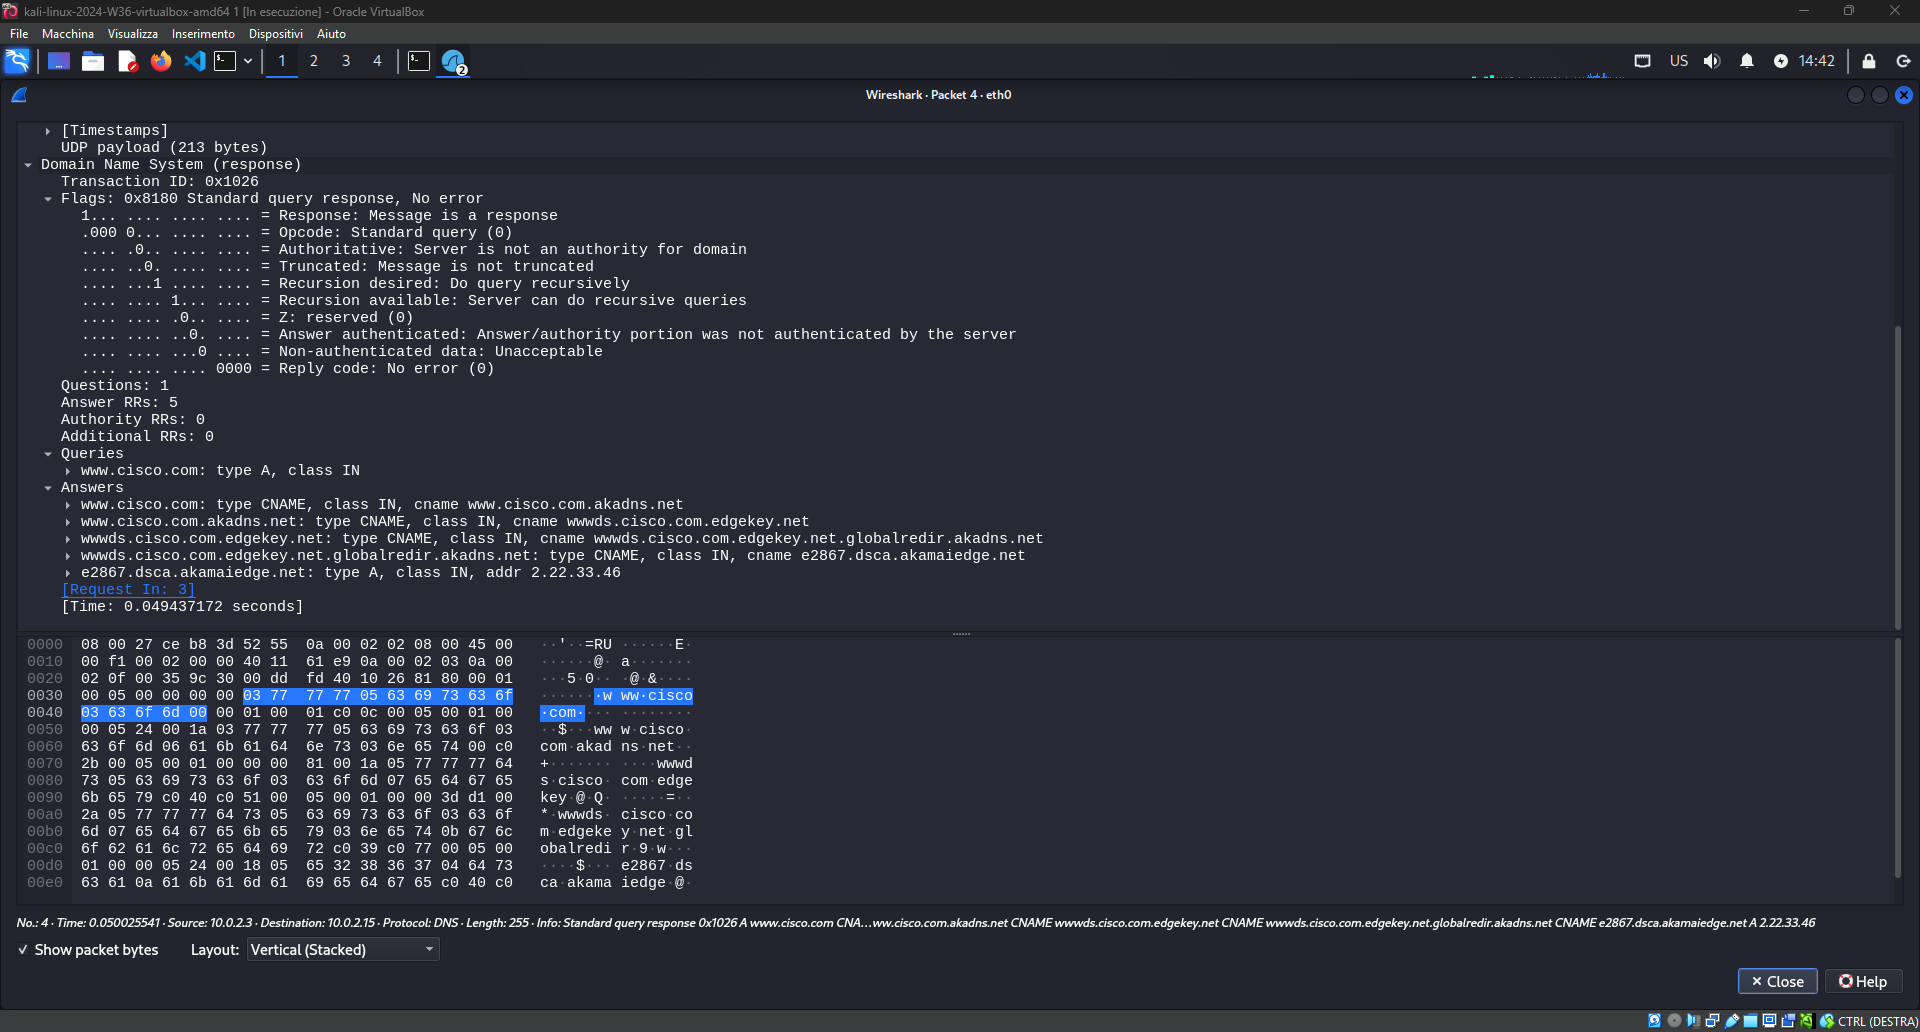 kali-linux-2024-W36-virtualbox-amd64 1 [In esecuzione] - Oracle VirtualBox
File Macchina Visualizza Inserimento Dispositivi Aiuto
1 2 3 4 2 US 14:42
Wireshark · Packet 4 · eth0
[Timestamps]
UDP payload (213 bytes)
Domain Name System (response)
Transaction ID: 0x1026
Flags: 0x8180 Standard query response, No error
1... .... .... .... = Response: Message is a response
.000 0... .... .... = Opcode: Standard query (0)
.... .0.. .... .... = Authoritative: Server is not an authority for domain
.... ..0. .... .... = Truncated: Message is not truncated
.... ...1 .... .... = Recursion desired: Do query recursively
.... .... 1... .... = Recursion available: Server can do recursive queries
.... .... .0.. .... = Z: reserved (0)
.... .... ..0. .... = Answer authenticated: Answer/authority portion was not authenticated by the server
.... .... ...0 .... = Non-authenticated data: Unacceptable
.... .... .... 0000 = Reply code: No error (0)
Questions: 1
Answer RRs: 5
Authority RRs: 0
Additional RRs: 0
Queries
www.cisco.com: type A, class IN
Answers
www.cisco.com: type CNAME, class IN, cname www.cisco.com.akadns.net
www.cisco.com.akadns.net: type CNAME, class IN, cname wwwds.cisco.com.edgekey.net
wwwds.cisco.com.edgekey.net: type CNAME, class IN, cname wwwds.cisco.com.edgekey.net.globalredir.akadns.net
wwwds.cisco.com.edgekey.net.globalredir.akadns.net: type CNAME, class IN, cname e2867.dsca.akamaiedge.net
e2867.dsca.akamaiedge.net: type A, class IN, addr 2.22.33.46
[Request In: 3]
[Time: 0.049437172 seconds]
0000 08 00 27 ce b8 3d 52 55 0a 00 02 02 08 00 45 00 ··'··=RU ······E·
0010 00 f1 00 02 00 00 40 11 61 e9 0a 00 02 03 0a 00 ······@· a·······
0020 02 0f 00 35 9c 30 00 dd fd 40 10 26 81 80 00 01 ···5·0·· ·@·&····
0030 00 05 00 00 00 00 03 77 77 77 05 63 69 73 63 6f ·······w ww·cisco
0040 03 63 6f 6d 00 00 01 00 01 c0 0c 00 05 00 01 00 ·com···· ········
0050 00 05 24 00 1a 03 77 77 77 05 63 69 73 63 6f 03 ··$···ww w·cisco·
0060 63 6f 6d 06 61 6b 61 64 6e 73 03 6e 65 74 00 c0 com·akad ns·net··
0070 2b 00 05 00 01 00 00 00 81 00 1a 05 77 77 77 64 +······· ····wwwd
0080 73 05 63 69 73 63 6f 03 63 6f 6d 07 65 64 67 65 s·cisco· com·edge
0090 6b 65 79 c0 40 c0 51 00 05 00 01 00 00 3d d1 00 key·@·Q· ·····=··
00a0 2a 05 77 77 77 64 73 05 63 69 73 63 6f 03 63 6f *·wwwds· cisco·co
00b0 6d 07 65 64 67 65 6b 65 79 03 6e 65 74 0b 67 6c m·edgeke y·net·gl
00c0 6f 62 61 6c 72 65 64 69 72 c0 39 c0 77 00 05 00 obalredi r·9·w···
00d0 01 00 00 05 24 00 18 05 65 32 38 36 37 04 64 73 ····$··· e2867·ds
00e0 63 61 0a 61 6b 61 6d 61 69 65 64 67 65 c0 40 c0 ca·akama iedge·@·
No.: 4 · Time: 0.050025541 · Source: 10.0.2.3 · Destination: 10.0.2.15 · Protocol: DNS · Length: 255 · Info: Standard query response 0x1026 A www.cisco.com CNA…ww.cisco.com.akadns.net CNAME wwwds.cisco.com.edgekey.net CNAME wwwds.cisco.com.edgekey.net.globalredir.akadns.net CNAME e2867.dsca.akamaiedge.net A 2.22.33.46
Show packet bytes Layout: Vertical (Stacked)
Close Help
CTRL (DESTRA)